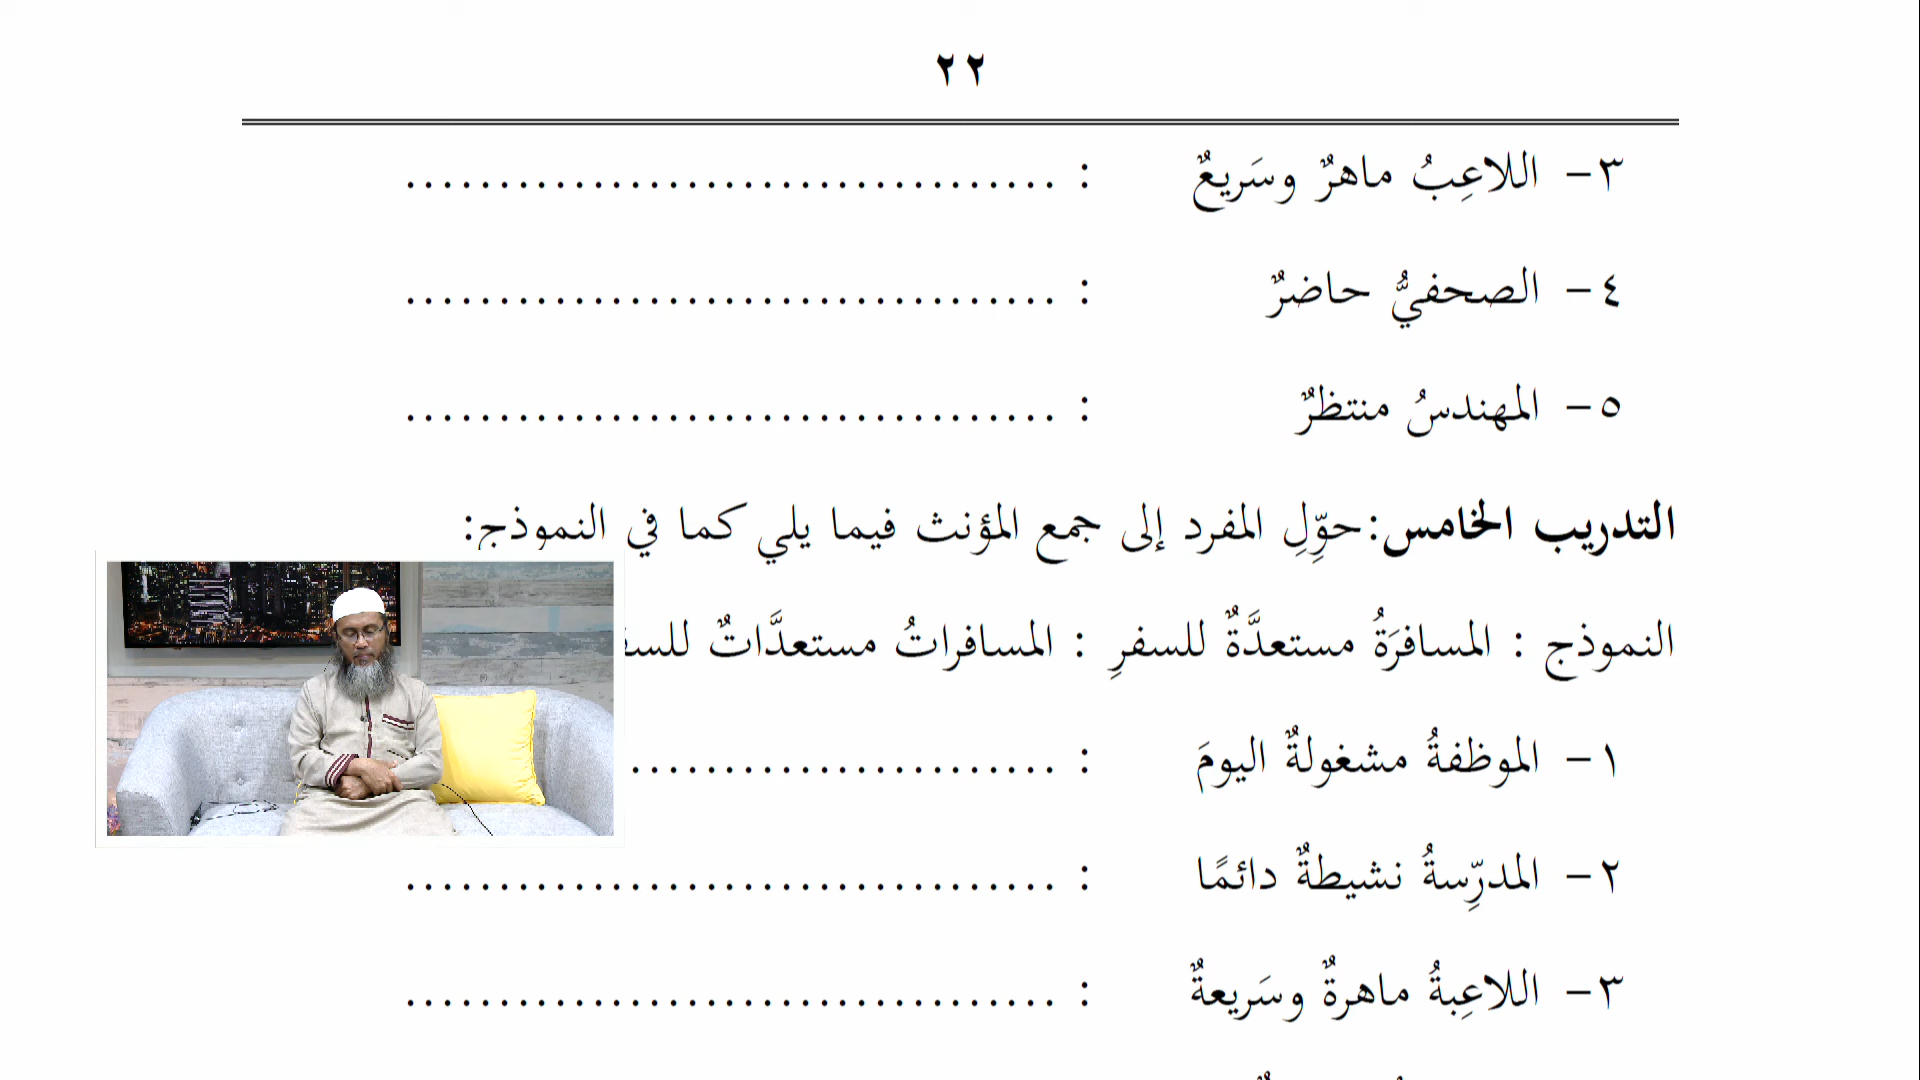 ٢٢
٣- اللاعِبُ ماهرٌ وسَريعٌ : ...................................
٤- الصحفيُّ حاضرٌ : ...................................
٥- المهندسُ منتظرٌ : ...................................
التدريب الخامس: حوِّلِ المفرد إلى جمع المؤنث فيما يلي كما في النموذج:
النموذج : المسافرَةُ مستعدَّةٌ للسفرِ : المسافراتُ مستعدَّاتٌ
١- الموظفةُ مشغولةٌ اليومَ : .......................
٢- المدرِّسةُ نشيطةٌ دائمًا : ...................................
٣- اللاعِبةُ ماهرةٌ وسَريعةٌ : ...................................